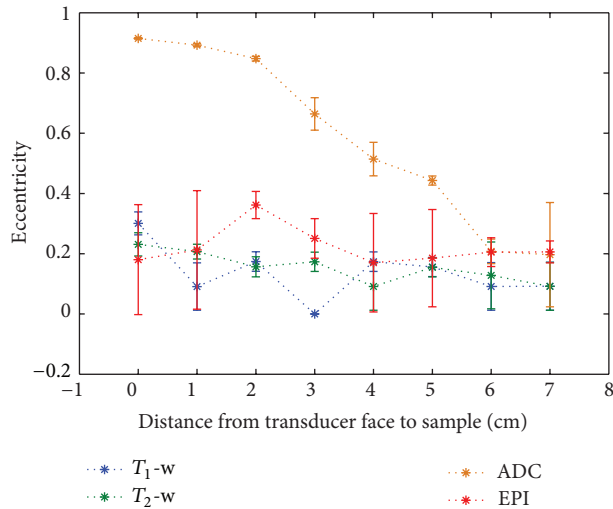 1
0.8
0.6
0.4
0.2
0
−0.2
Eccentricity
−1 0 1 2 3 4 5 6 7 8
Distance from transducer face to sample (cm)
T₁-w
T₂-w
ADC
EPI